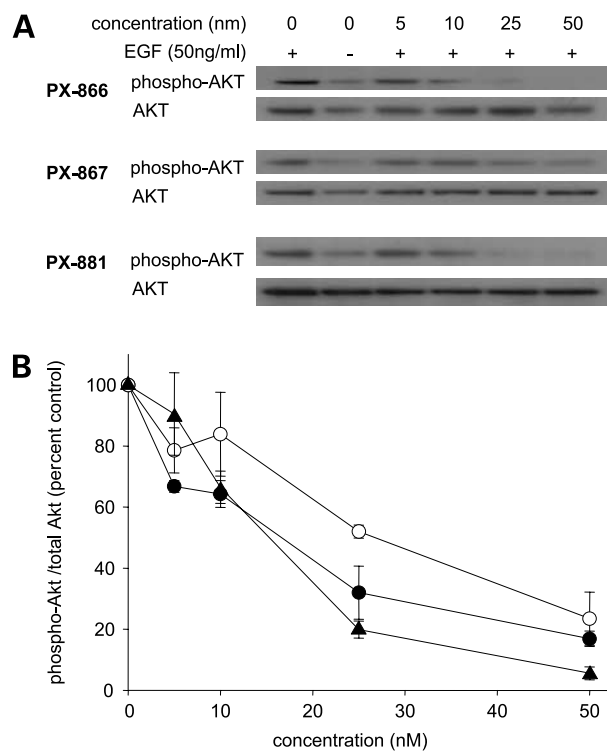 A
concentration (nm) 0 0 5 10 25 50
EGF (50ng/ml) + - + + + +
PX-866 phospho-AKT
AKT
PX-867 phospho-AKT
AKT
PX-881 phospho-AKT
AKT
B
phospho-Akt /total Akt (percent control)
100
80
60
40
20
0
0 10 20 30 40 50
concentration (nM)